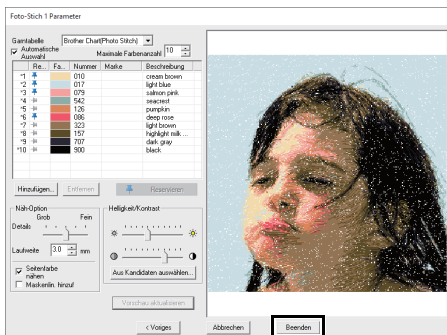 Foto-Stich 1 Parameter
Garntabelle Brother Chart(Photo Stitch)
Automatische Auswahl Maximale Farbenanzahl 10
Re... Fa... Nummer Marke Beschreibung
*1 010 cream brown
*2 017 light blue
*3 079 salmon pink
*4 542 seacrest
*5 126 pumpkin
*6 086 deep rose
*7 323 light brown
*8 157 highlight milk ...
*9 707 dark gray
*10 900 black
Hinzufügen... Entfernen Reservieren
Näh-Option Helligkeit/Kontrast
Grob Fein
Details
Laufweite 3.0 mm
Seitenfarbe nähen
Maskenlin. hinzuf
Aus Kandidaten auswählen...
Vorschau aktualisieren
< Voriges Abbrechen Beenden